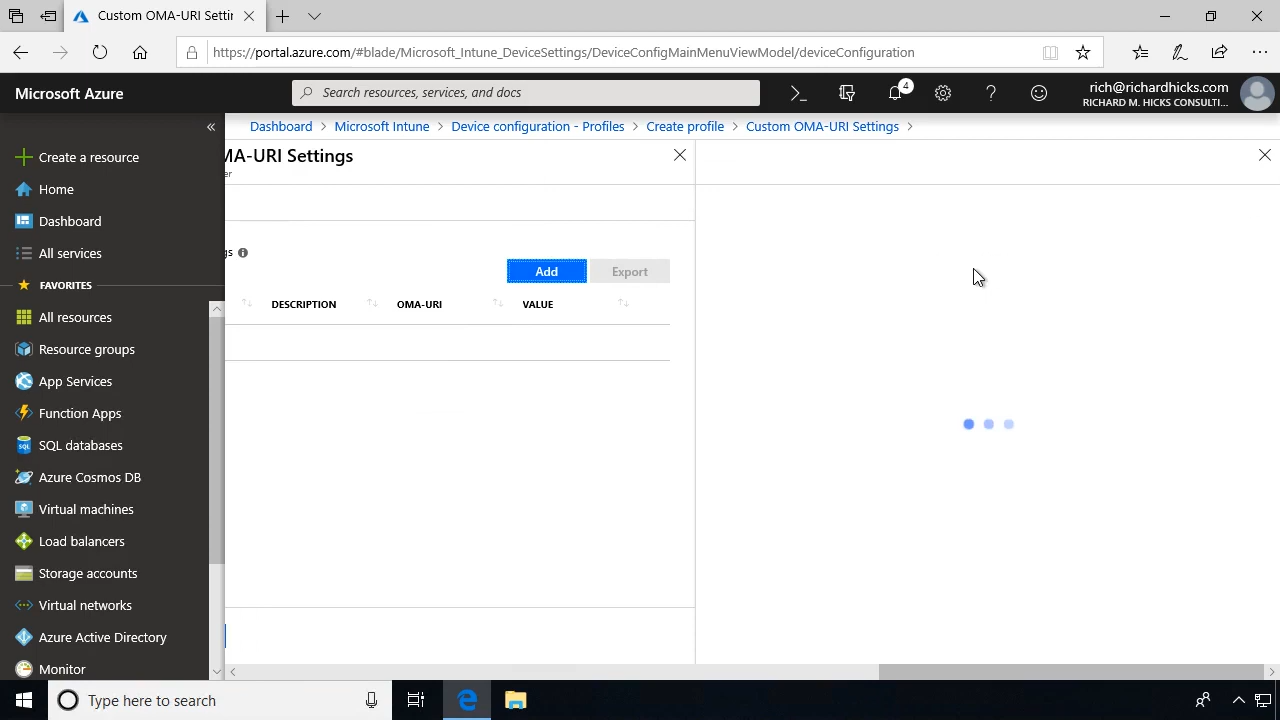 Custom OMA-URI Settir
https://portal.azure.com/#blade/Microsoft_Intune_DeviceSettings/DeviceConfigMainMenuViewModel/deviceConfiguration
Microsoft Azure
Search resources, services, and docs
4
rich@richardhicks.com
RICHARD M. HICKS CONSULTI...
Dashboard
Microsoft Intune
Device configuration - Profiles
Create profile
Custom OMA-URI Settings
Create a resource
Home
Dashboard
All services
FAVORITES
All resources
Resource groups
App Services
Function Apps
SQL databases
Azure Cosmos DB
Virtual machines
Load balancers
Storage accounts
Virtual networks
Azure Active Directory
Monitor
MA-URI Settings
er
gs
Add
Export
DESCRIPTION
OMA-URI
VALUE
Type here to search